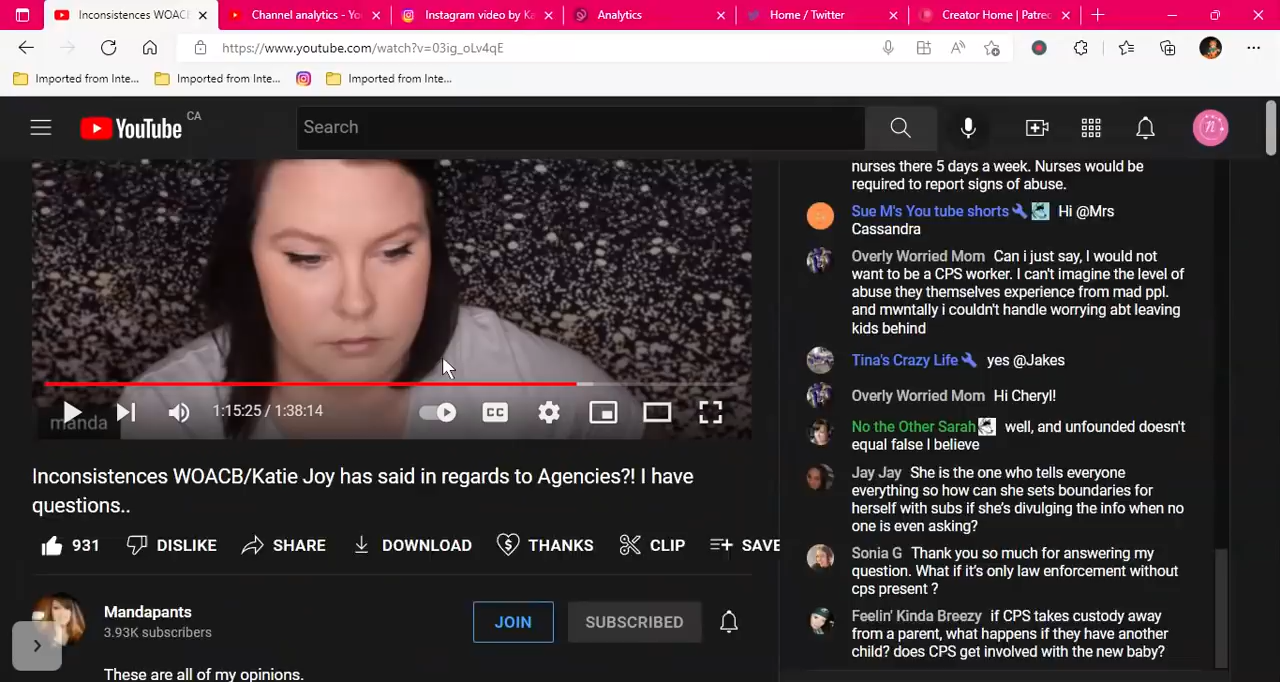 Inconsistences WOACB
Channel analytics - Yo
Instagram video by Ka
Analytics
Home / Twitter
Creator Home | Patreo
https://www.youtube.com/watch?v=03ig_oLv4qE
Imported from Inte...
Imported from Inte...
Imported from Inte...
YouTube CA
Search
nurses there 5 days a week. Nurses would be
required to report signs of abuse.
Sue M's You tube shorts Hi @Mrs
Cassandra
Overly Worried Mom Can i just say, I would not
want to be a CPS worker. I can't imagine the level of
abuse they themselves experience from mad ppl.
and mwntally i couldn't handle worrying abt leaving
kids behind
Tina's Crazy Life yes @Jakes
Overly Worried Mom Hi Cheryl!
No the Other Sarah well, and unfounded doesn't
equal false I believe
Jay Jay She is the one who tells everyone
everything so how can she sets boundaries for
herself with subs if she's divulging the info when no
one is even asking?
Sonia G Thank you so much for answering my
question. What if it's only law enforcement without
cps present ?
Feelin' Kinda Breezy if CPS takes custody away
from a parent, what happens if they have another
child? does CPS get involved with the new baby?
manda
1:15:25 / 1:38:14
CC
Inconsistences WOACB/Katie Joy has said in regards to Agencies?! I have
questions..
931 DISLIKE SHARE DOWNLOAD THANKS CLIP SAVE
Mandapants
3.93K subscribers
JOIN
SUBSCRIBED
These are all of my opinions.